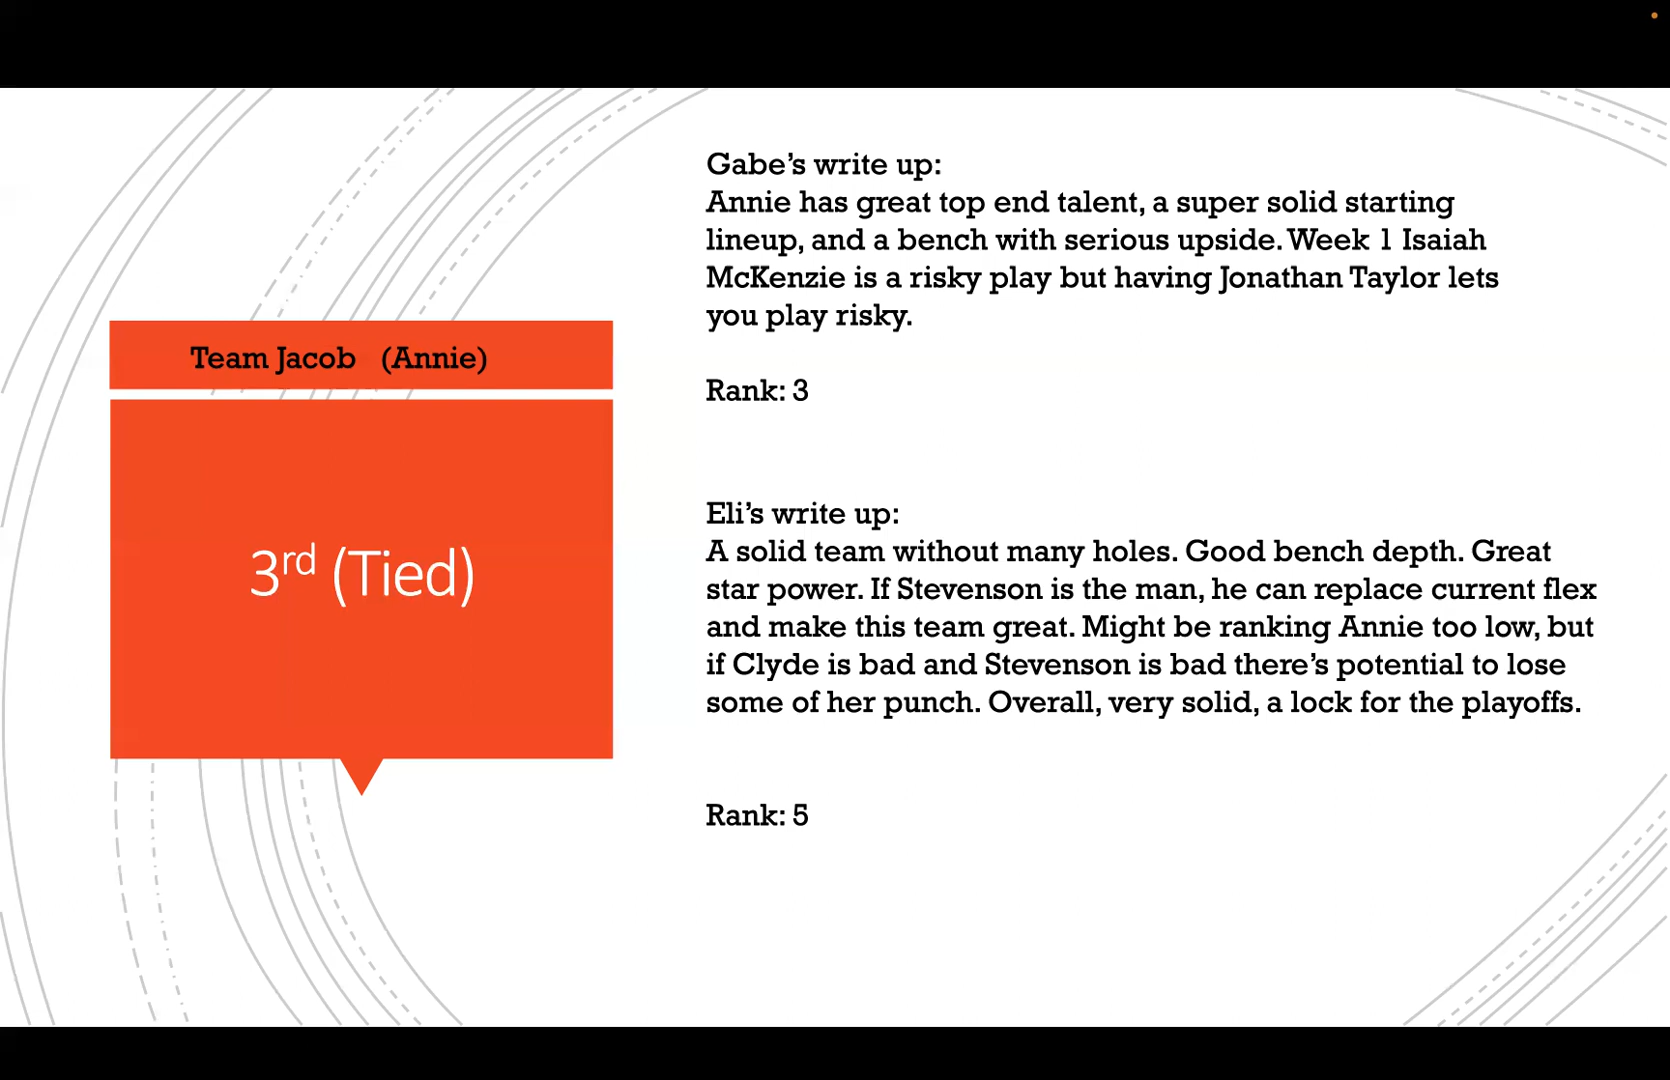 Team Jacob (Annie)
3rd (Tied)
Gabe’s write up:
Annie has great top end talent, a super solid starting
lineup, and a bench with serious upside. Week 1 Isaiah
McKenzie is a risky play but having Jonathan Taylor lets
you play risky.
Rank: 3
Eli’s write up:
A solid team without many holes. Good bench depth. Great
star power. If Stevenson is the man, he can replace current flex
and make this team great. Might be ranking Annie too low, but
if Clyde is bad and Stevenson is bad there’s potential to lose
some of her punch. Overall, very solid, a lock for the playoffs.
Rank: 5